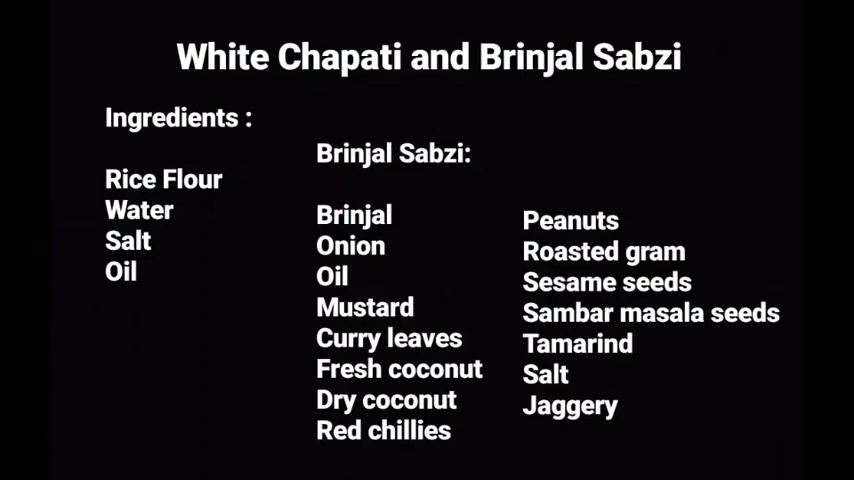 White Chapati and Brinjal Sabzi
Ingredients :
Rice Flour
Water
Salt
Oil
Brinjal Sabzi:
Brinjal
Onion
Oil
Mustard
Curry leaves
Fresh coconut
Dry coconut
Red chillies
Peanuts
Roasted gram
Sesame seeds
Sambar masala seeds
Tamarind
Salt
Jaggery